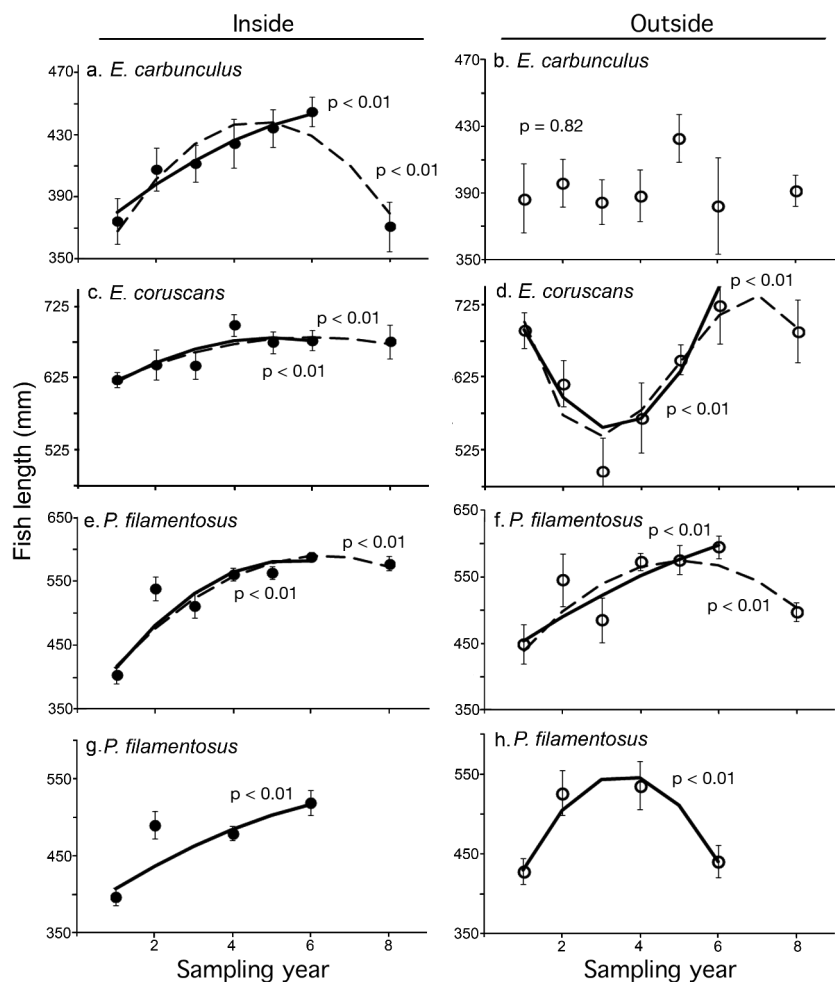 Inside
Outside
a. E. carbunculus
470
430
390
350
p < 0.01
p < 0.01
b. E. carbunculus
470
430
390
350
p = 0.82
c. E. coruscans
725
625
525
p < 0.01
p < 0.01
d. E. coruscans
725
625
525
p < 0.01
p < 0.01
Fish length (mm)
e. P. filamentosus
650
550
450
350
p < 0.01
p < 0.01
f. P. filamentosus
650
550
450
350
p < 0.01
p < 0.01
g. P. filamentosus
550
450
350
p < 0.01
2 4 6 8
Sampling year
h. P. filamentosus
550
450
350
p < 0.01
2 4 6 8
Sampling year